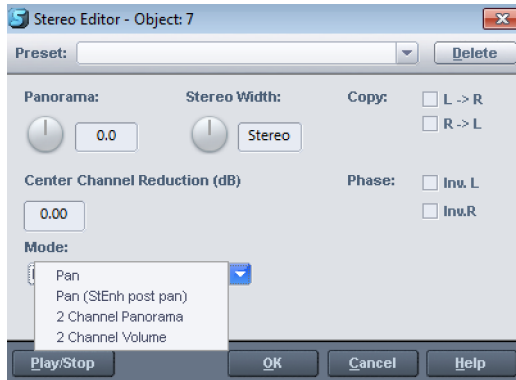 Stereo Editor - Object: 7
Preset:
Delete
Panorama: Stereo Width: Copy: L -> R
R -> L
0.0 Stereo
Center Channel Reduction (dB) Phase: Inv. L
0.00 Inv.R
Mode:
Pan
Pan (StEnh post pan)
2 Channel Panorama
2 Channel Volume
Play/Stop OK Cancel Help